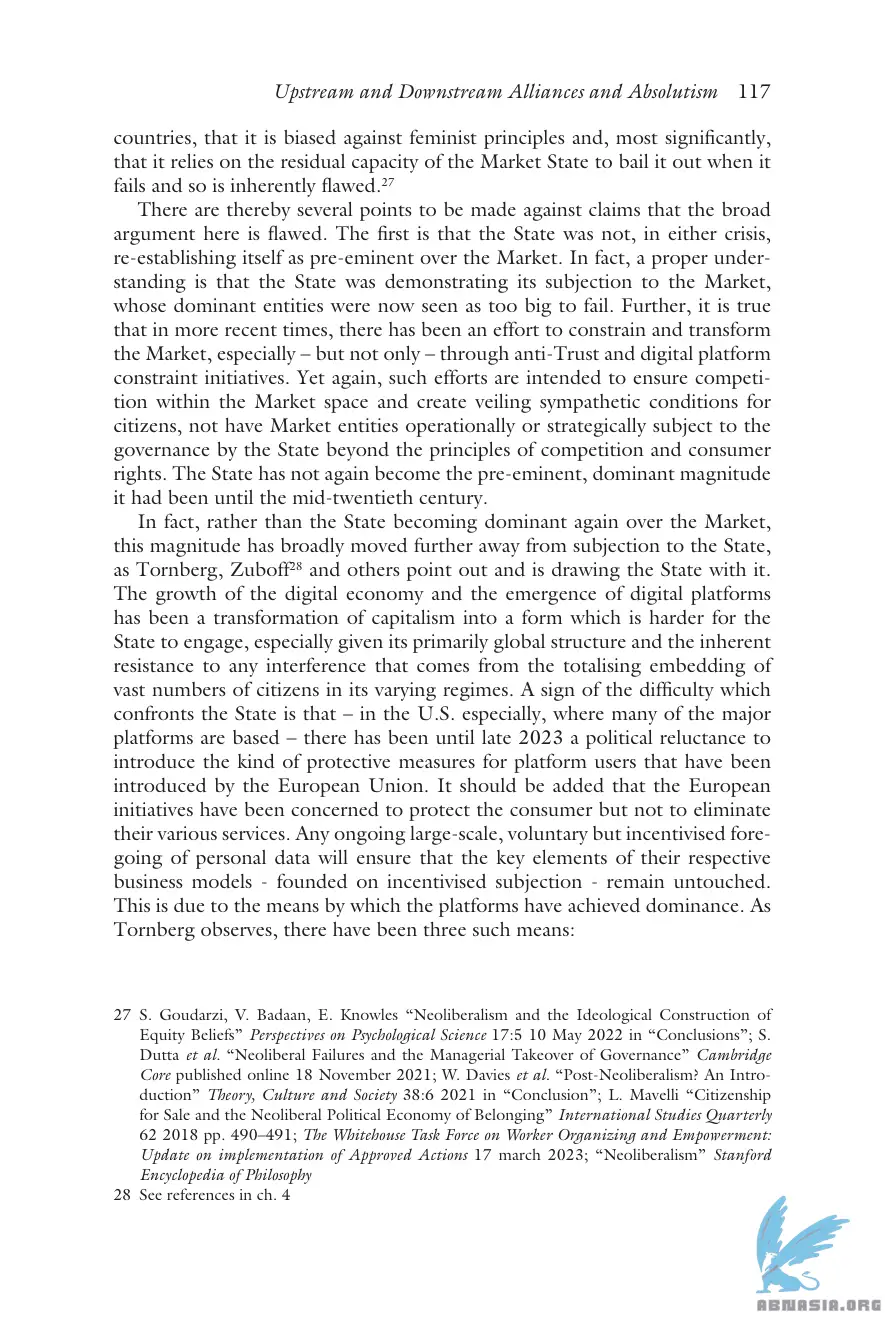 Upstream and Downstream Alliances and Absolutism 117
countries, that it is biased against feminist principles and, most significantly,
that it relies on the residual capacity of the Market State to bail it out when it
fails and so is inherently flawed.27
There are thereby several points to be made against claims that the broad
argument here is flawed. The first is that the State was not, in either crisis,
re-establishing itself as pre-eminent over the Market. In fact, a proper under-
standing is that the State was demonstrating its subjection to the Market,
whose dominant entities were now seen as too big to fail. Further, it is true
that in more recent times, there has been an effort to constrain and transform
the Market, especially – but not only – through anti-Trust and digital platform
constraint initiatives. Yet again, such efforts are intended to ensure competi-
tion within the Market space and create veiling sympathetic conditions for
citizens, not have Market entities operationally or strategically subject to the
governance by the State beyond the principles of competition and consumer
rights. The State has not again become the pre-eminent, dominant magnitude
it had been until the mid-twentieth century.
In fact, rather than the State becoming dominant again over the Market,
this magnitude has broadly moved further away from subjection to the State,
as Tornberg, Zuboff28 and others point out and is drawing the State with it.
The growth of the digital economy and the emergence of digital platforms
has been a transformation of capitalism into a form which is harder for the
State to engage, especially given its primarily global structure and the inherent
resistance to any interference that comes from the totalising embedding of
vast numbers of citizens in its varying regimes. A sign of the difficulty which
confronts the State is that – in the U.S. especially, where many of the major
platforms are based – there has been until late 2023 a political reluctance to
introduce the kind of protective measures for platform users that have been
introduced by the European Union. It should be added that the European
initiatives have been concerned to protect the consumer but not to eliminate
their various services. Any ongoing large-scale, voluntary but incentivised fore-
going of personal data will ensure that the key elements of their respective
business models - founded on incentivised subjection - remain untouched.
This is due to the means by which the platforms have achieved dominance. As
Tornberg observes, there have been three such means:
27 S. Goudarzi, V. Badaan, E. Knowles “Neoliberalism and the Ideological Construction of
Equity Beliefs” Perspectives on Psychological Science 17:5 10 May 2022 in “Conclusions”; S.
Dutta et al. “Neoliberal Failures and the Managerial Takeover of Governance” Cambridge
Core published online 18 November 2021; W. Davies et al. “Post-Neoliberalism? An Intro-
duction” Theory, Culture and Society 38:6 2021 in “Conclusion”; L. Mavelli “Citizenship
for Sale and the Neoliberal Political Economy of Belonging” International Studies Quarterly
62 2018 pp. 490–491; The Whitehouse Task Force on Worker Organizing and Empowerment:
Update on implementation of Approved Actions 17 march 2023; “Neoliberalism” Stanford
Encyclopedia of Philosophy
28 See references in ch. 4
ABNASIA.ORG